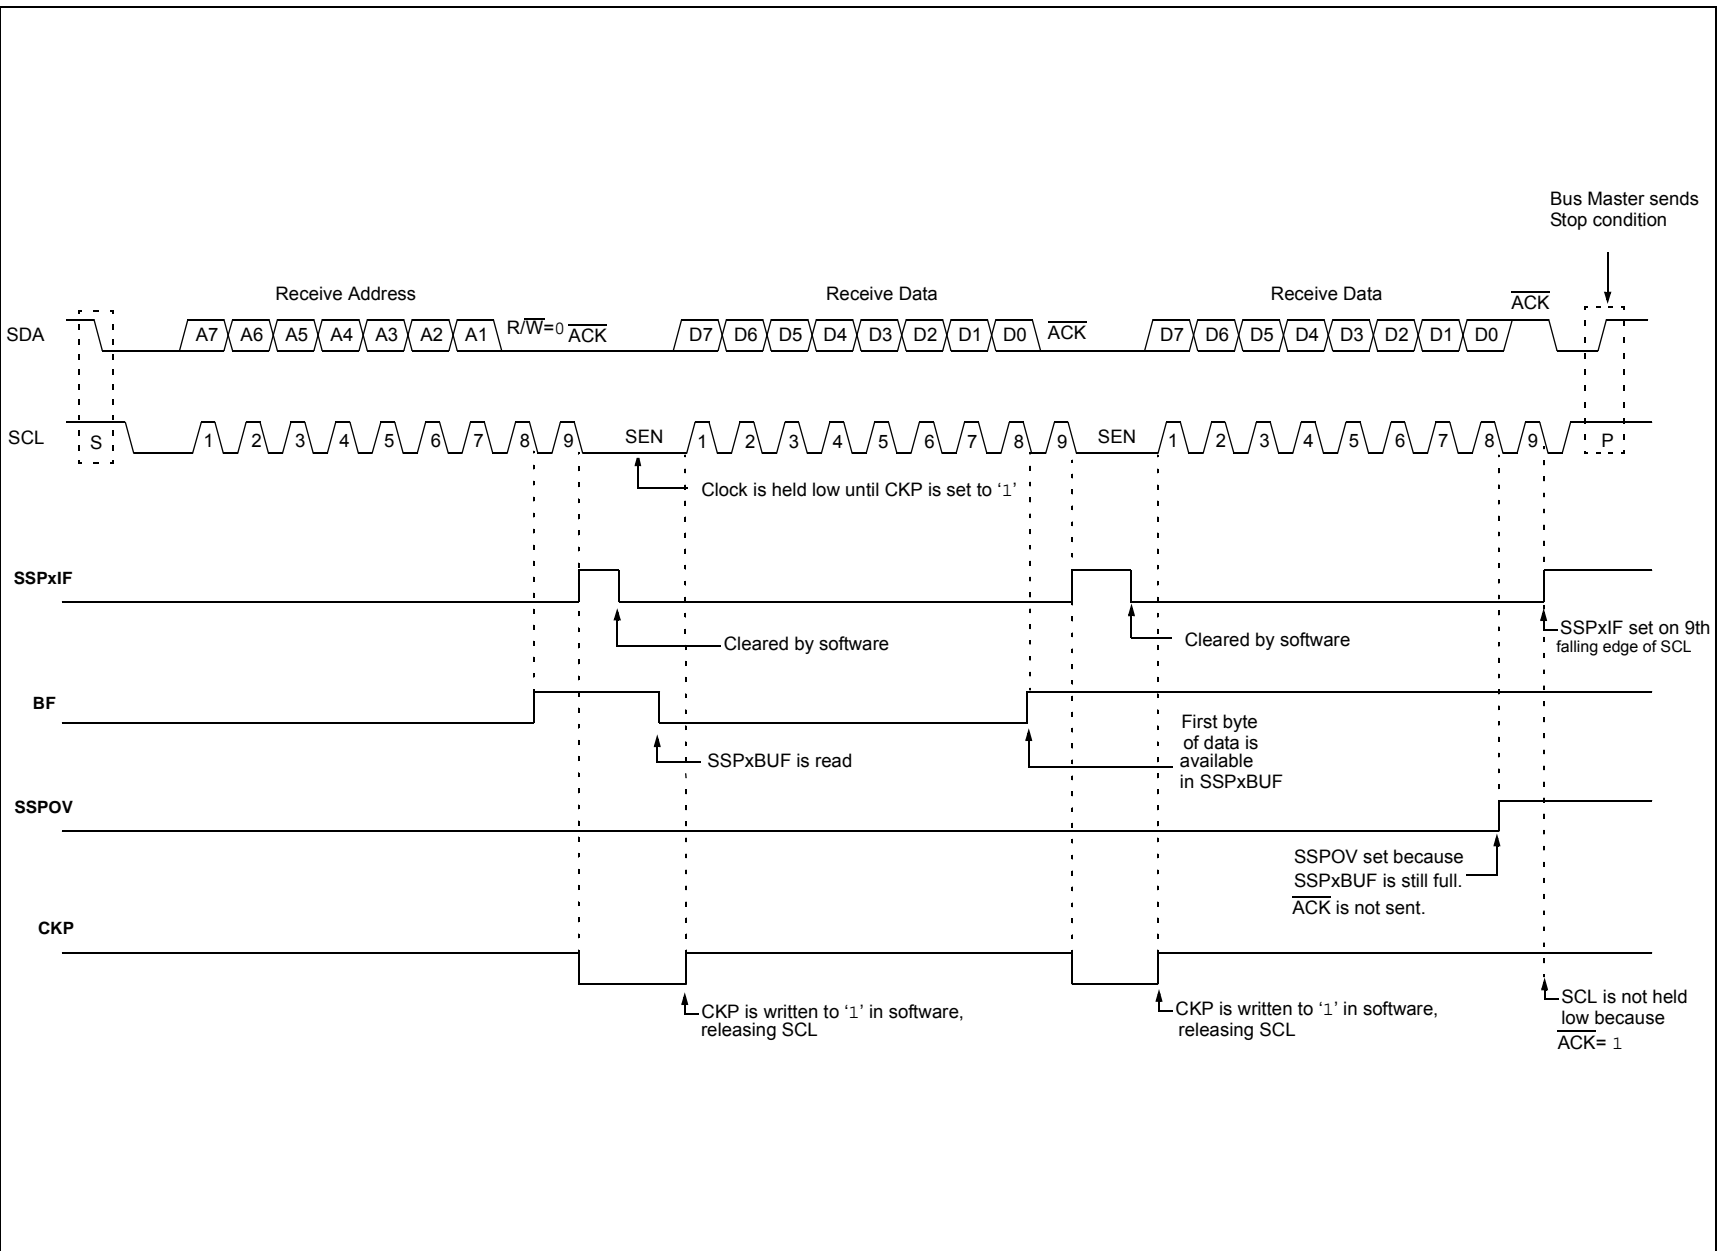 Bus Master sends
Stop condition
Receive Address
Receive Data
Receive Data
ACK
SDA
A7 A6 A5 A4 A3 A2 A1 R/W=0 ACK
D7 D6 D5 D4 D3 D2 D1 D0 ACK
D7 D6 D5 D4 D3 D2 D1 D0
SCL
S 1 2 3 4 5 6 7 8 9 SEN 1 2 3 4 5 6 7 8 9 SEN 1 2 3 4 5 6 7 8 9 P
Clock is held low until CKP is set to ‘1’
SSPxIF
Cleared by software
Cleared by software
SSPxIF set on 9th
falling edge of SCL
BF
SSPxBUF is read
First byte
of data is
available
in SSPxBUF
SSPOV
SSPOV set because
SSPxBUF is still full.
ACK is not sent.
CKP
CKP is written to ‘1’ in software,
releasing SCL
CKP is written to ‘1’ in software,
releasing SCL
SCL is not held
low because
ACK= 1